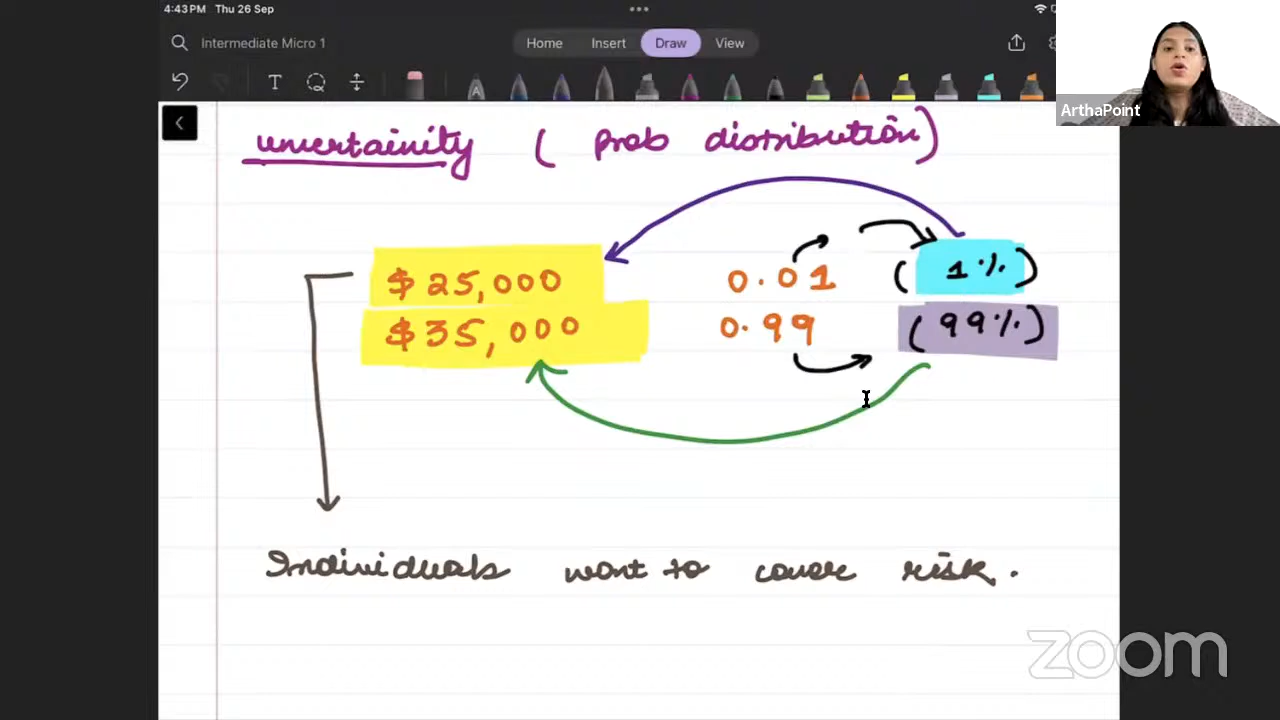 4:43 PM Thu 26 Sep
Intermediate Micro 1
Home Insert Draw View
T
A
ArthaPoint
uncertainity ( prob distribution)
$ 25,000 0.01 ( 1 %)
$ 35,000 0.99 ( 99 %)
Individuals want to cover risk.
zoom